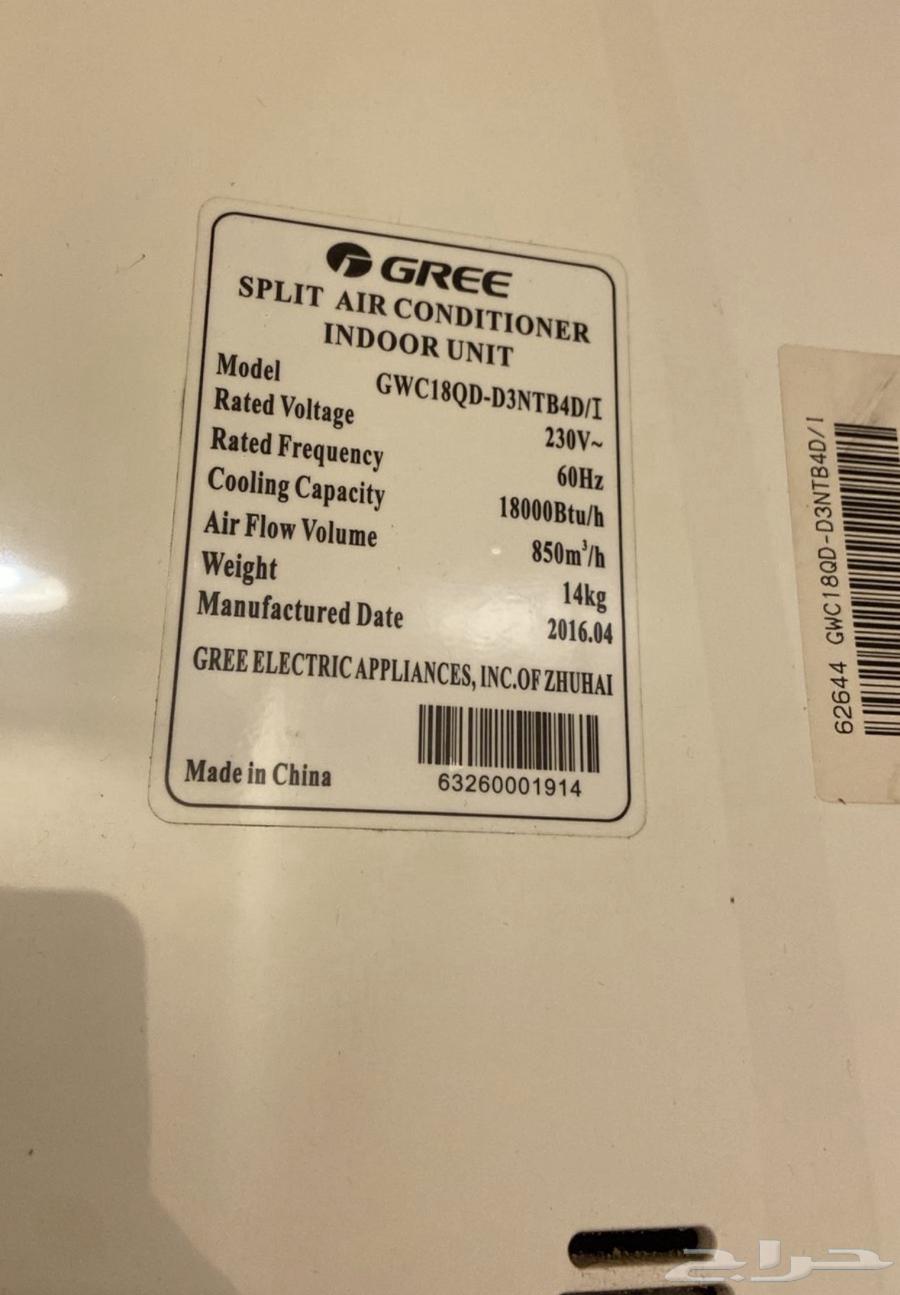 GREE
SPLIT AIR CONDITIONER
INDOOR UNIT
Model GWC18QD-D3NTB4D/I
Rated Voltage 230V~
Rated Frequency 60Hz
Cooling Capacity 18000Btu/h
Air Flow Volume 850m³/h
Weight 14kg
Manufactured Date 2016.04
GREE ELECTRIC APPLIANCES, INC.OF ZHUHAI
Made in China
63260001914
62644 GWC18QD-D3NTB4D/I
حراج